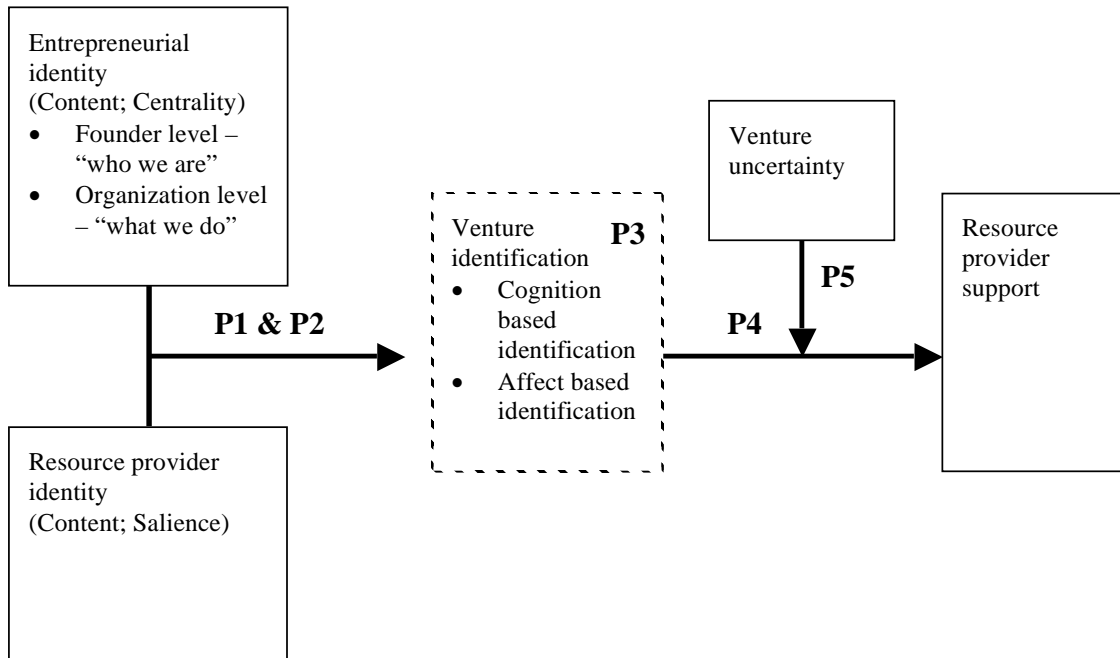 Entrepreneurial
identity
(Content; Centrality)
• Founder level –
“who we are”
• Organization level
– “what we do”
P1 & P2
Resource provider
identity
(Content; Salience)
Venture
identification
P3
• Cognition
based
identification
• Affect based
identification
Venture
uncertainty
P5
P4
Resource
provider
support